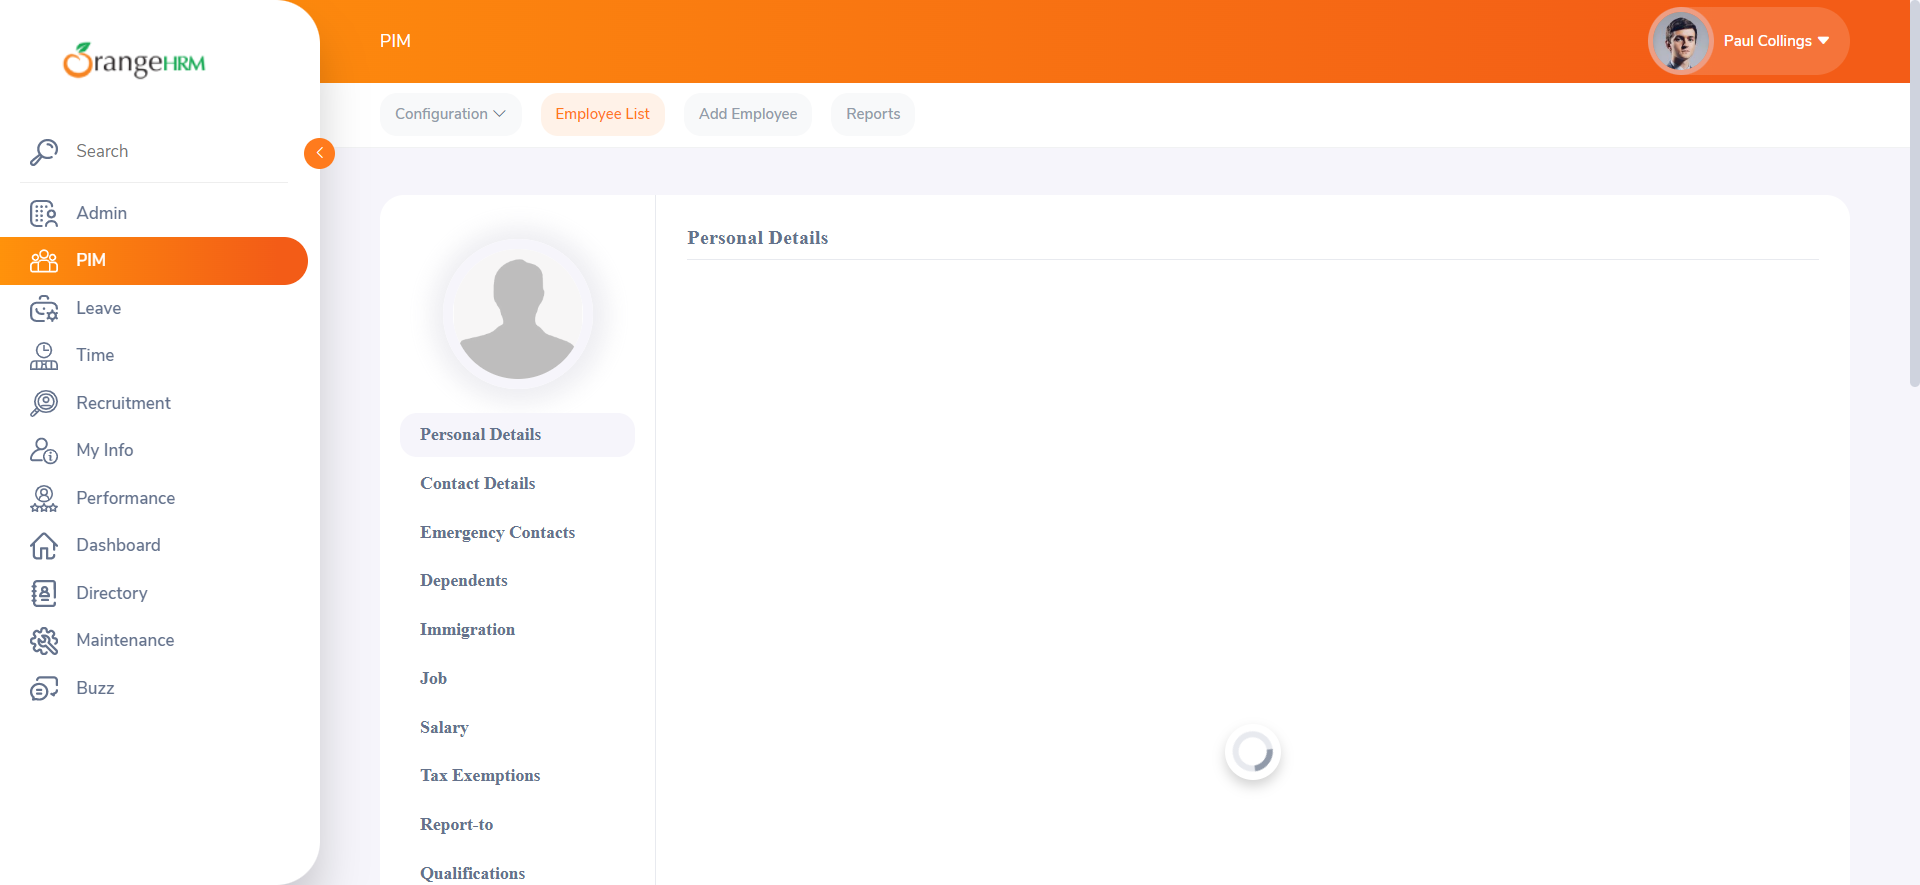 OrangeHRM
PIM
Paul Collings
Configuration
Employee List
Add Employee
Reports
Search
Admin
PIM
Leave
Time
Recruitment
My Info
Performance
Dashboard
Directory
Maintenance
Buzz
Personal Details
Contact Details
Emergency Contacts
Dependents
Immigration
Job
Salary
Tax Exemptions
Report-to
Qualifications
Personal Details